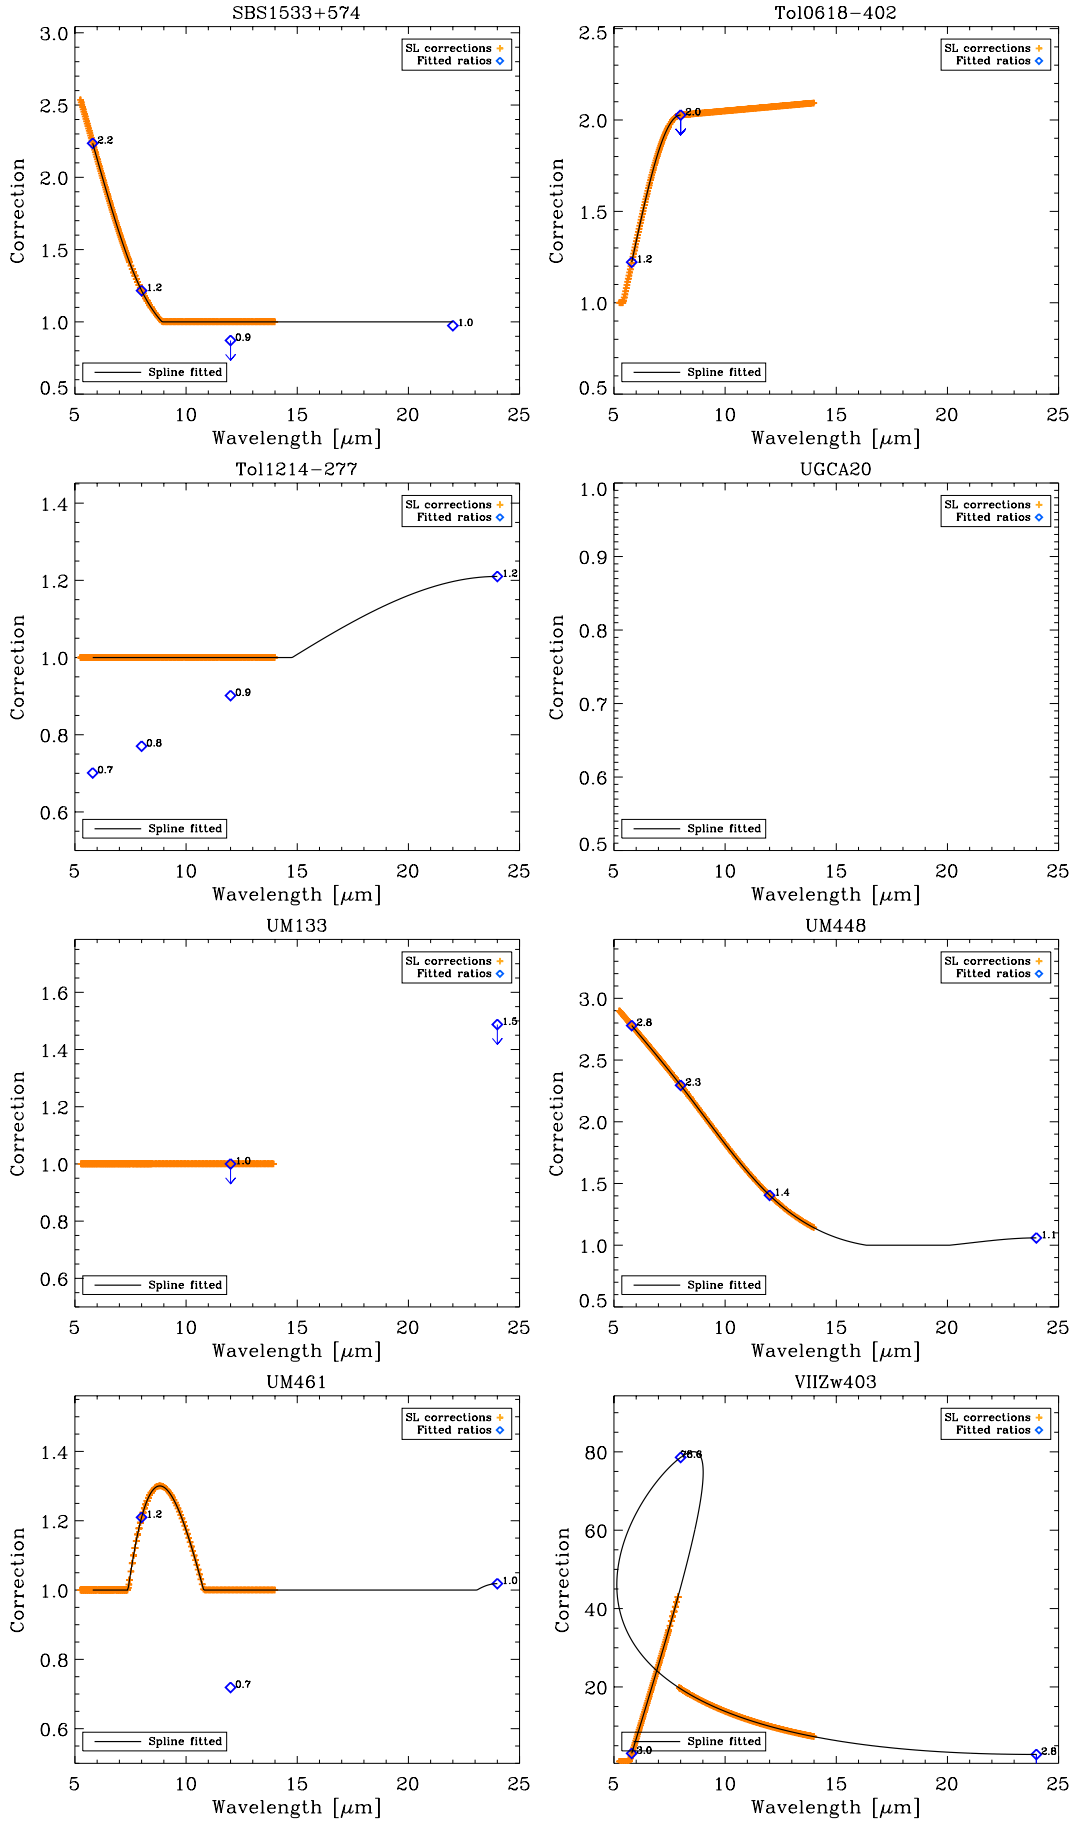 SBS1533+574
3.0
2.5
2.0
1.5
1.0
0.5
Correction
SL corrections
Fitted ratios
2.2
1.2
0.9
1.0
Spline fitted
5 10 15 20 25
Wavelength [μm]
Tol0618−402
2.5
2.0
1.5
1.0
0.5
Correction
SL corrections
Fitted ratios
2.0
1.2
Spline fitted
5 10 15 20 25
Wavelength [μm]
Tol1214−277
1.4
1.2
1.0
0.8
0.6
Correction
SL corrections
Fitted ratios
1.2
0.9
0.8
0.7
Spline fitted
5 10 15 20 25
Wavelength [μm]
UGCA20
1.0
0.9
0.8
0.7
0.6
0.5
Correction
SL corrections
Fitted ratios
Spline fitted
5 10 15 20 25
Wavelength [μm]
UM133
1.6
1.4
1.2
1.0
0.8
0.6
Correction
SL corrections
Fitted ratios
1.5
1.0
Spline fitted
5 10 15 20 25
Wavelength [μm]
UM448
3.0
2.5
2.0
1.5
1.0
0.5
Correction
SL corrections
Fitted ratios
2.8
2.3
1.4
1.1
Spline fitted
5 10 15 20 25
Wavelength [μm]
UM461
1.4
1.2
1.0
0.8
0.6
Correction
SL corrections
Fitted ratios
1.2
1.0
0.7
Spline fitted
5 10 15 20 25
Wavelength [μm]
VIIZw403
80
60
40
20
Correction
SL corrections
Fitted ratios
3.0
2.8
Spline fitted
5 10 15 20 25
Wavelength [μm]